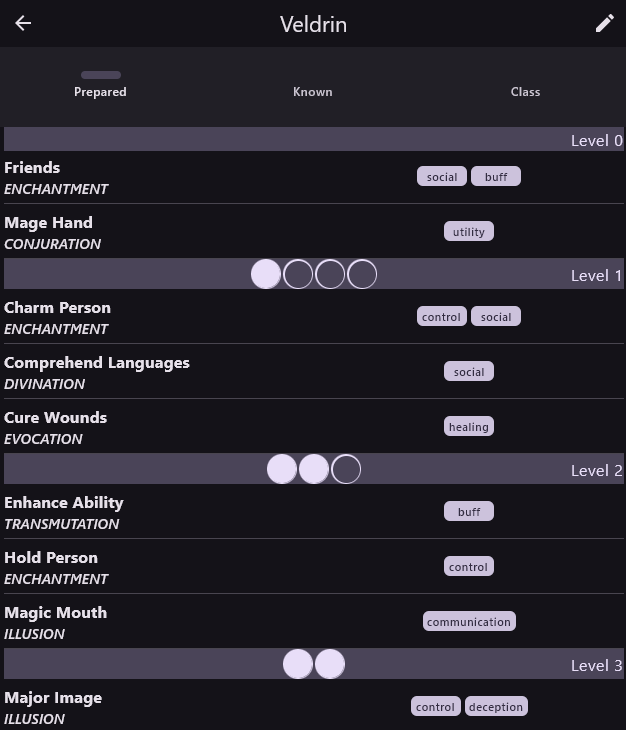 Veldrin
Prepared Known Class
Level 0
Friends
social buff
ENCHANTMENT
Mage Hand
utility
CONJURATION
Level 1
Charm Person
control social
ENCHANTMENT
Comprehend Languages
social
DIVINATION
Cure Wounds
healing
EVOCATION
Level 2
Enhance Ability
buff
TRANSMUTATION
Hold Person
control
ENCHANTMENT
Magic Mouth
communication
ILLUSION
Level 3
Major Image
control deception
ILLUSION